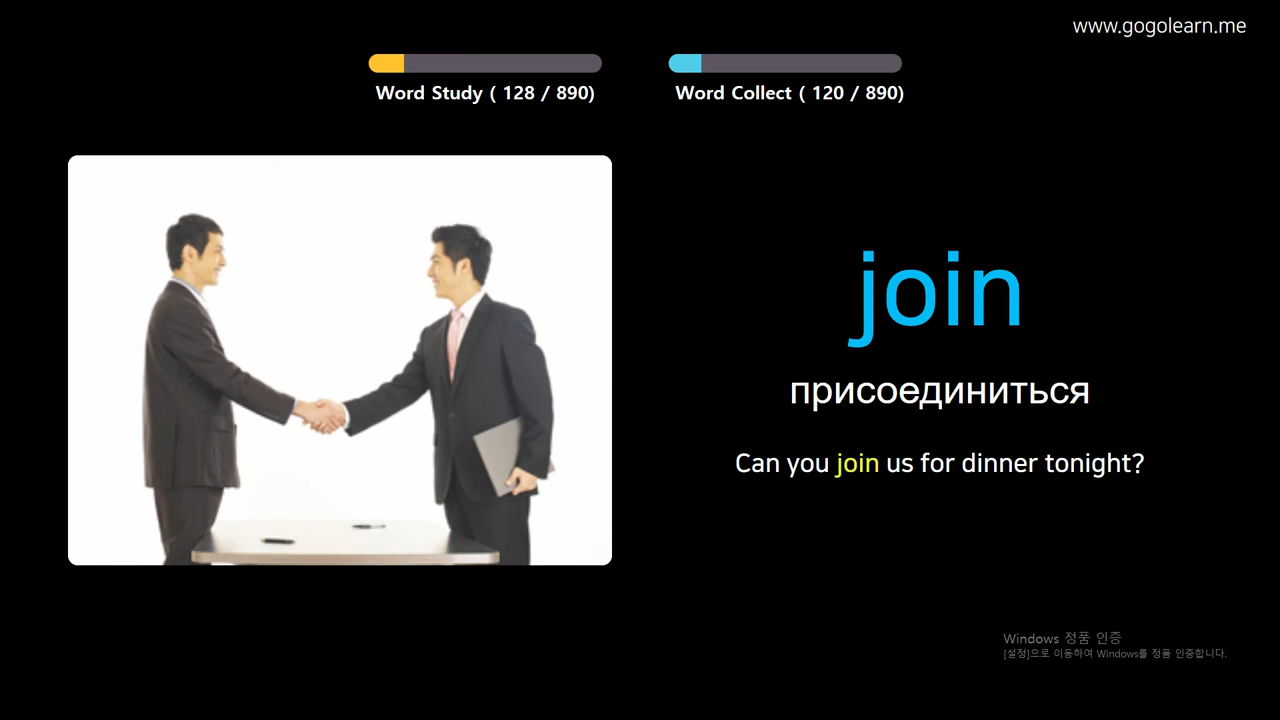 www.gogolearn.me
Word Study ( 128 / 890)
Word Collect ( 120 / 890)
join
присоединиться
Can you join us for dinner tonight?
Windows 정품 인증
[설정]으로 이동하여 Windows를 정품 인증합니다.